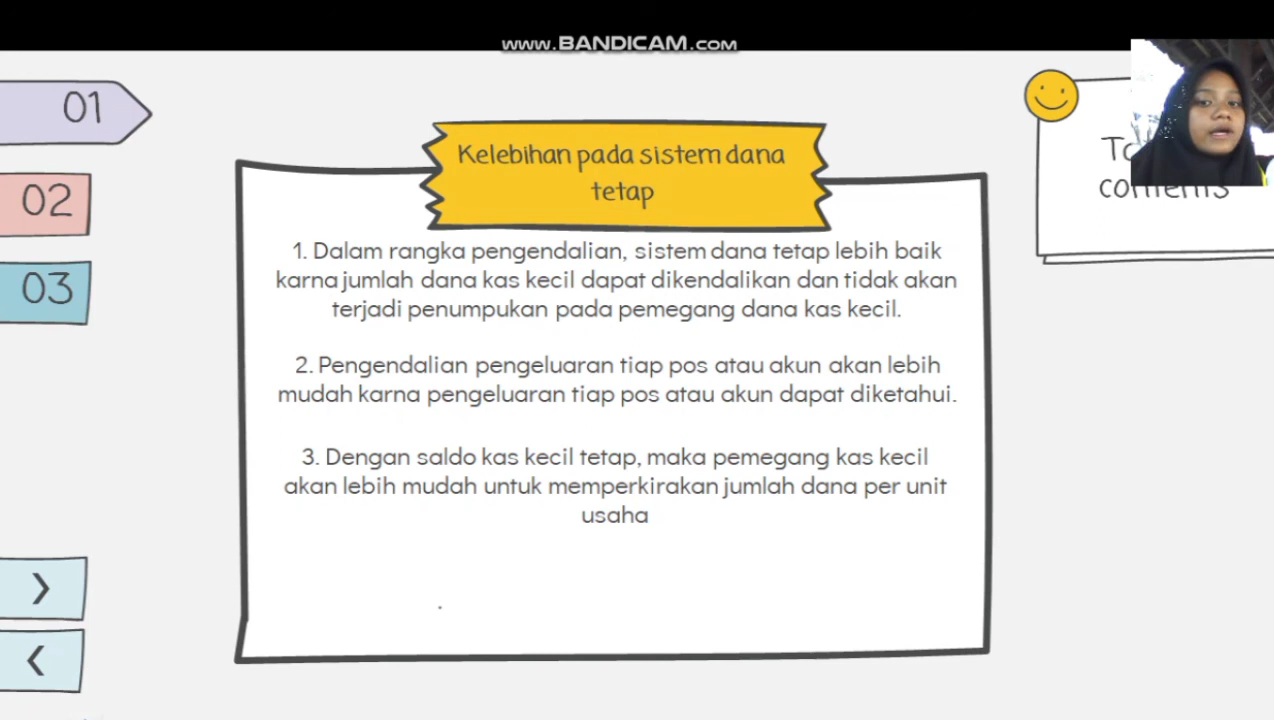 www.BANDICAM.com
01
02
03
Kelebihan pada sistem dana
tetap
1. Dalam rangka pengendalian, sistem dana tetap lebih baik
karna jumlah dana kas kecil dapat dikendalikan dan tidak akan
terjadi penumpukan pada pemegang dana kas kecil.
2. Pengendalian pengeluaran tiap pos atau akun akan lebih
mudah karna pengeluaran tiap pos atau akun dapat diketahui.
3. Dengan saldo kas kecil tetap, maka pemegang kas kecil
akan lebih mudah untuk memperkirakan jumlah dana per unit
usaha
contents